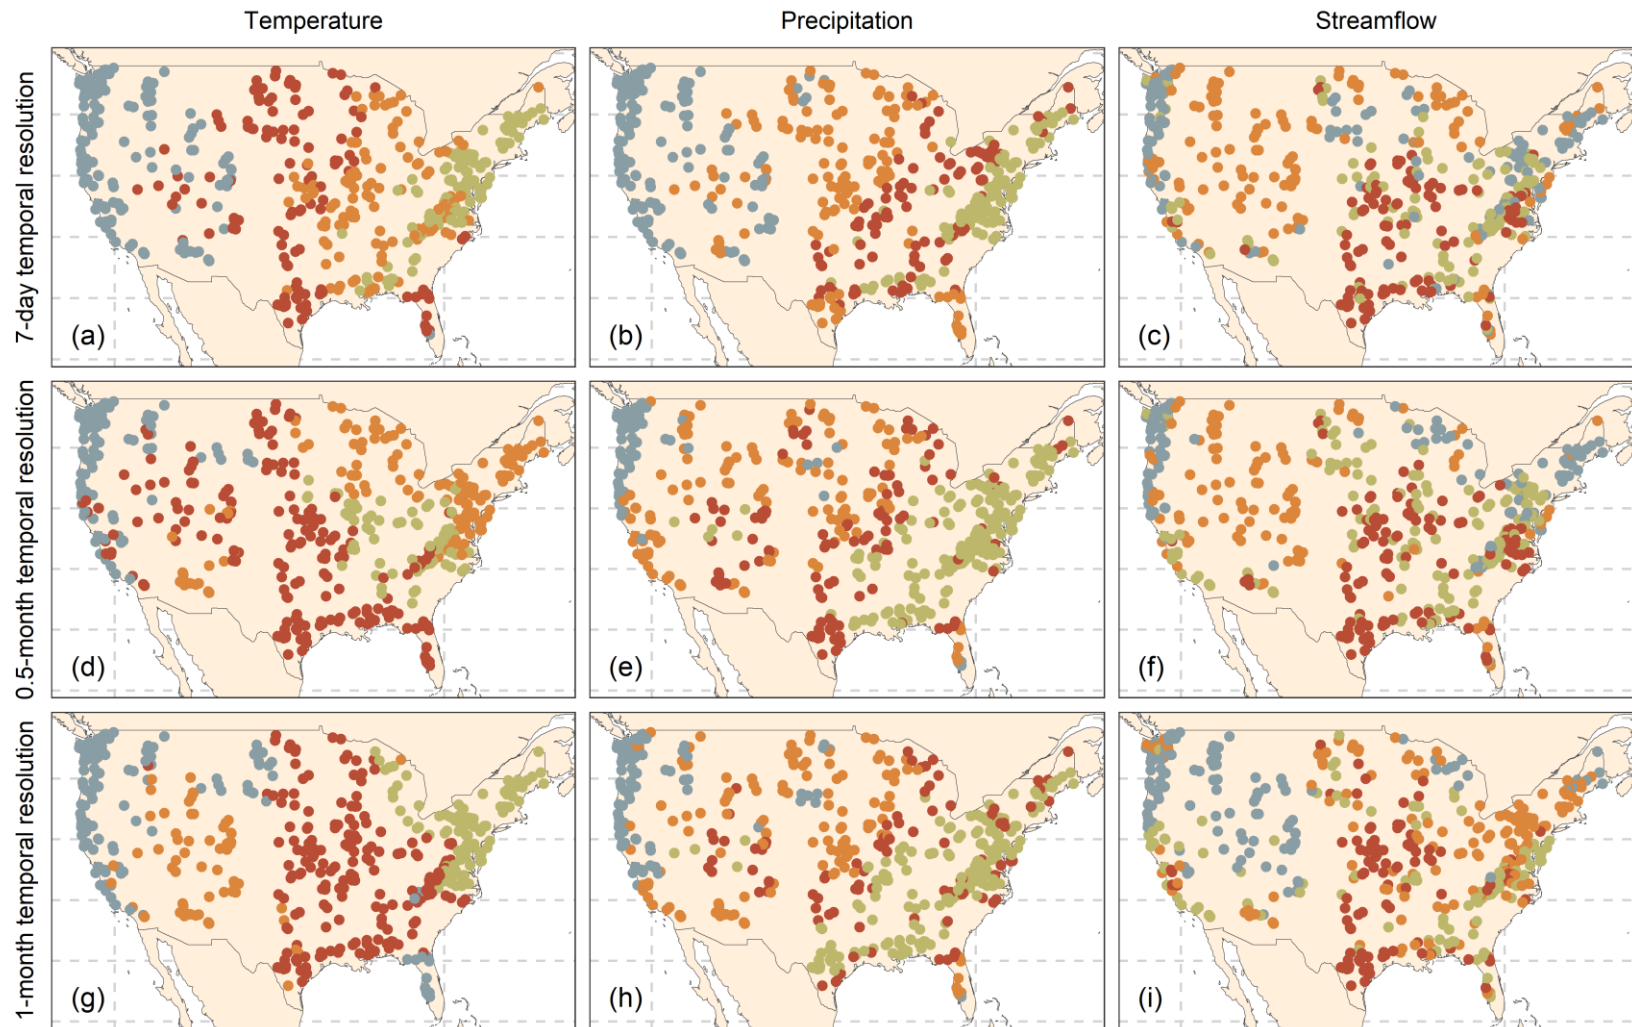 Temperature
Precipitation
Streamflow
7-day temporal resolution
(a)
(b)
(c)
0.5-month temporal resolution
(d)
(e)
(f)
1-month temporal resolution
(g)
(h)
(i)